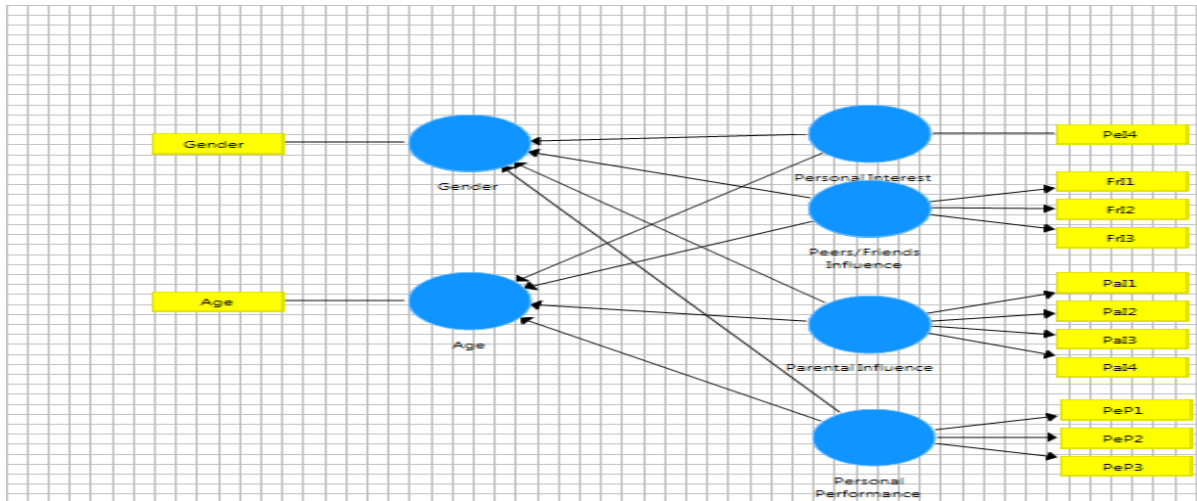 Gender
Gender
Age
Age
Personal Interest
Peers/Friends
Influence
Parental Influence
Personal
Performance
PeI4
FrI1
FrI2
FrI3
PaI1
PaI2
PaI3
PaI4
PeP1
PeP2
PeP3